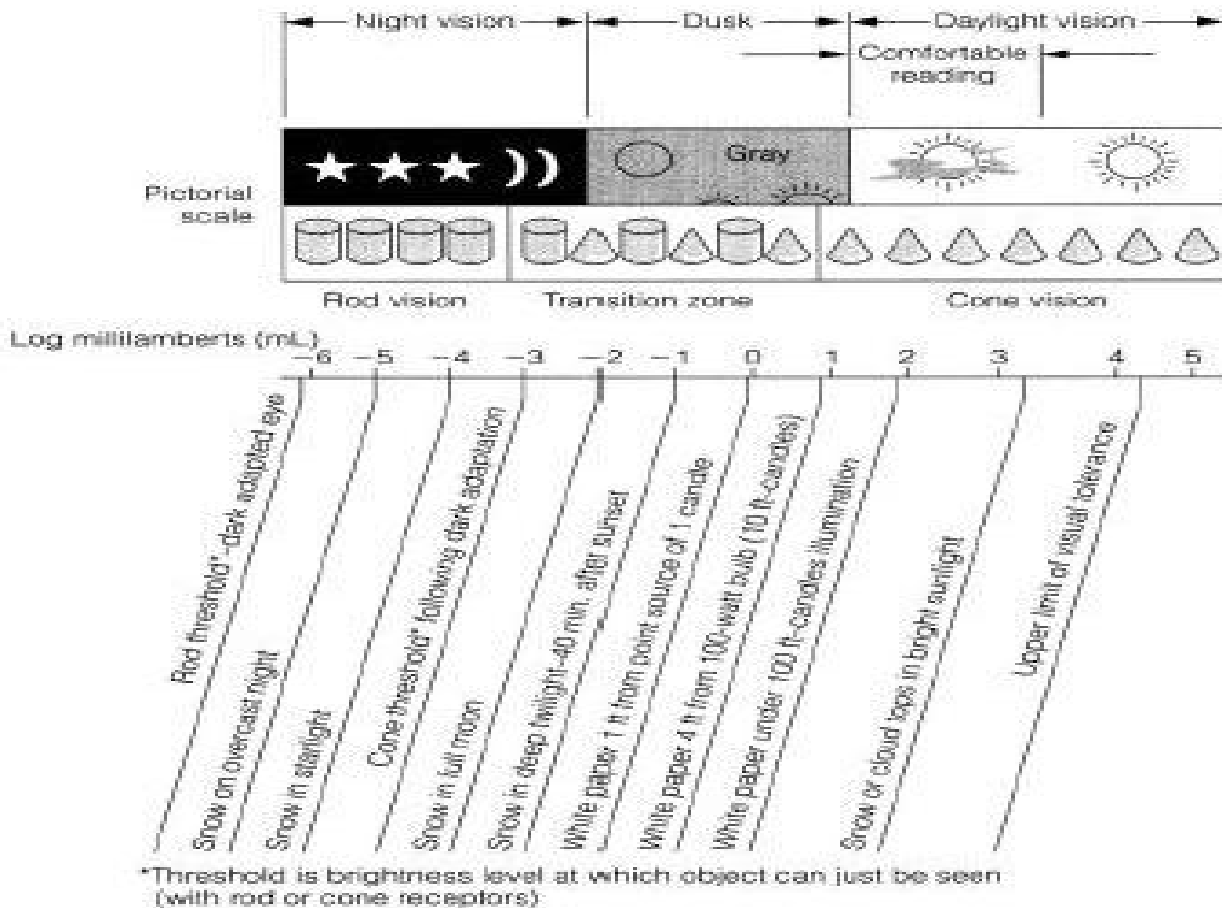 Night vision Dusk Daylight vision
Comfortable
reading
Gray
Pictorial
scale
Rod vision Transition zone Cone vision
Log millilamberts (mL)
−6 −5 −4 −3 −2 −1 0 1 2 3 4 5
Rod threshold*-dark adapted eye
Snow on overcast night
Snow in starlight
Cone threshold* following dark adaptation
Snow in full moon
Snow in deep twilight-40 min. after sunset
White paper 1 ft from point source of 1 candle
White paper 4 ft from 100-watt bulb (10 ft-candles)
White paper under 100 ft-candles illumination
Snow or cloud tops in bright sunlight
Upper limit of visual tolerance
*Threshold is brightness level at which object can just be seen
(with rod or cone receptors)